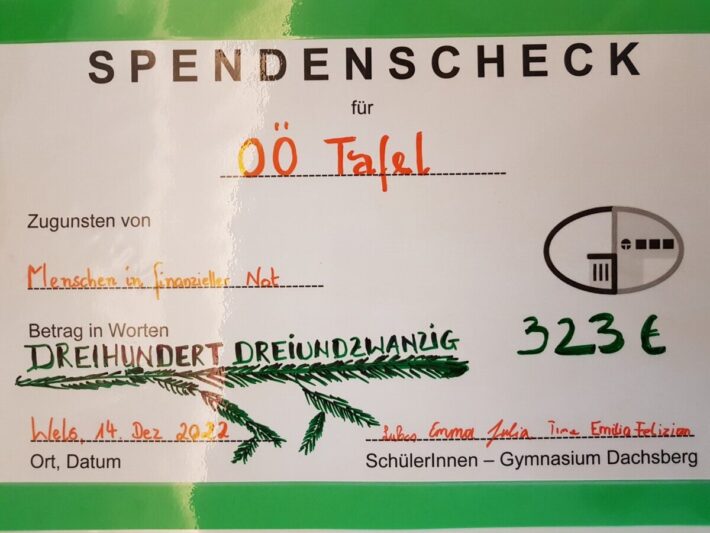 SPENDENSCHECK
für
OÖ Tafel
Zugunsten von
Menschen in finanzieller Not
Betrag in Worten
DREIHUNDERT DREIUNDZWANZIG
323 €
Wels, 14. Dez 2022
Lukas Emma Julia Timo Emilia Felizian
Ort, Datum
SchülerInnen – Gymnasium Dachsberg